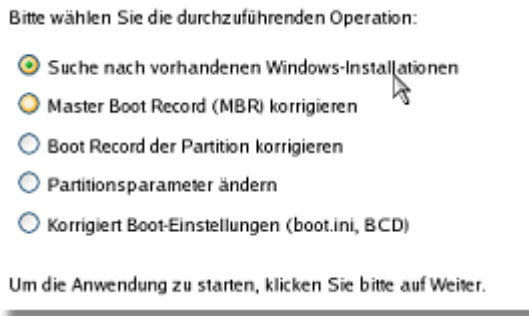 Bitte wählen Sie die durchzuführenden Operation:
Suche nach vorhandenen Windows-Installationen
Master Boot Record (MBR) korrigieren
Boot Record der Partition korrigieren
Partitionsparameter ändern
Korrigiert Boot-Einstellungen (boot.ini, BCD)
Um die Anwendung zu starten, klicken Sie bitte auf Weiter.